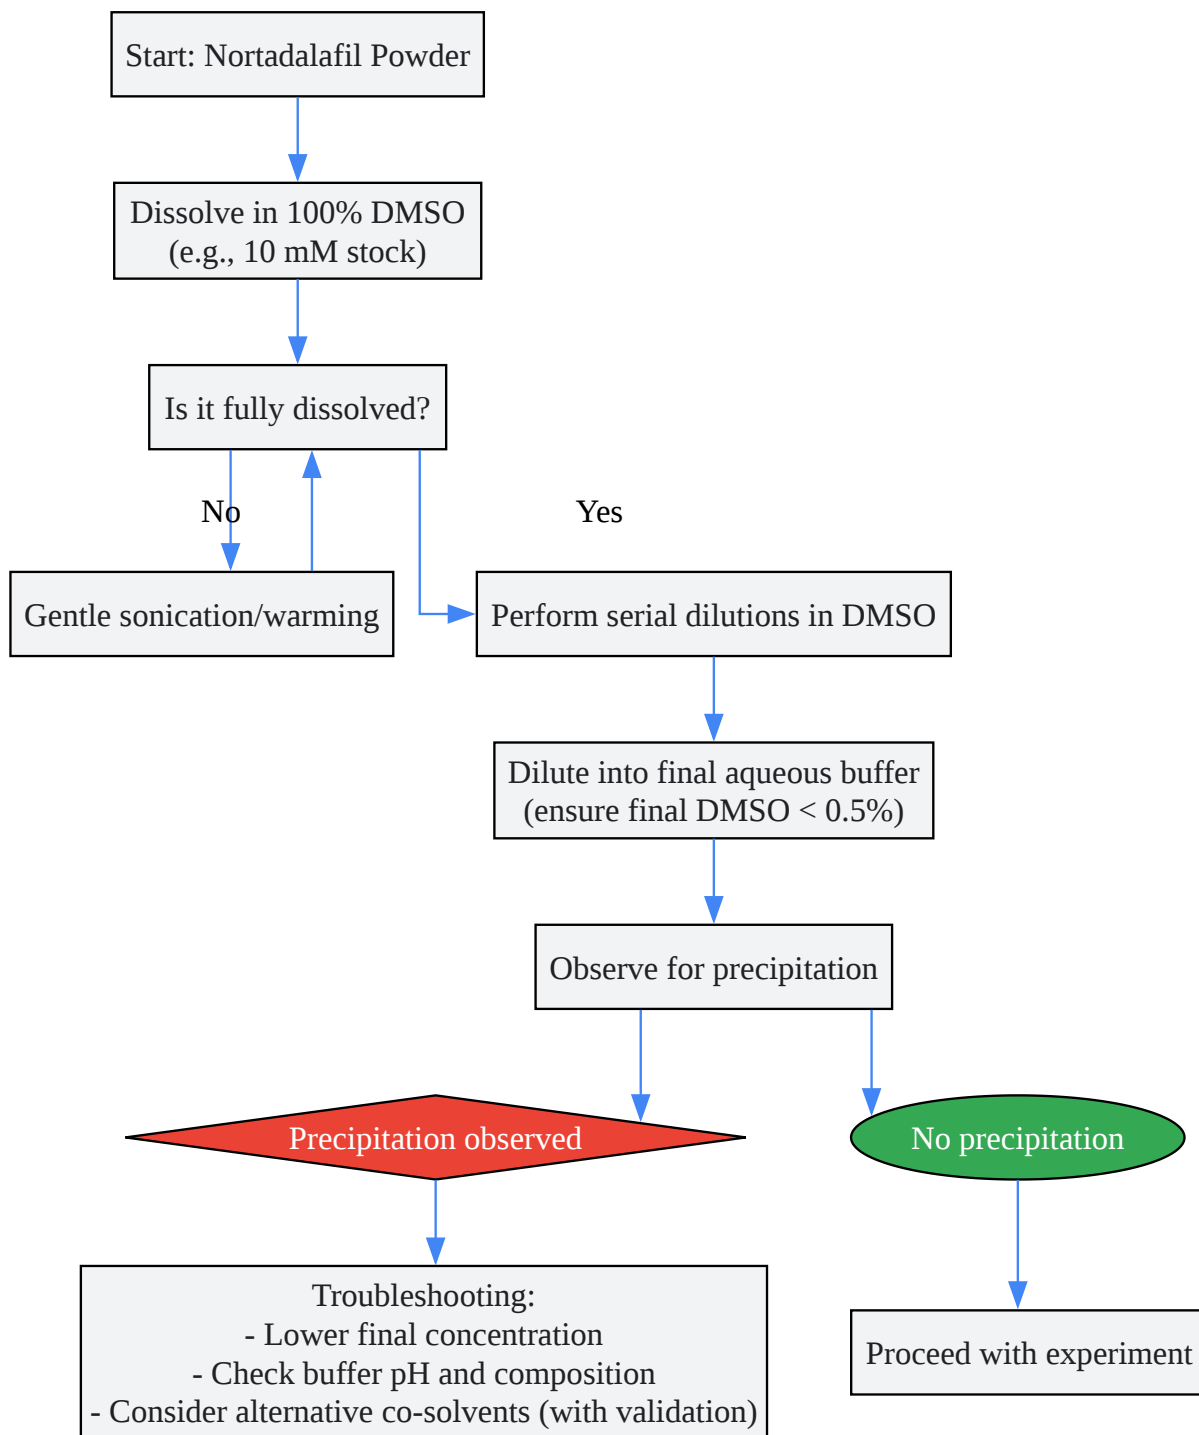 Start: Nortadalafil Powder
Dissolve in 100% DMSO
(e.g., 10 mM stock)
Is it fully dissolved?
No
Yes
Gentle sonication/warming
Perform serial dilutions in DMSO
Dilute into final aqueous buffer
(ensure final DMSO < 0.5%)
Observe for precipitation
Precipitation observed
No precipitation
Troubleshooting:
- Lower final concentration
- Check buffer pH and composition
- Consider alternative co-solvents (with validation)
Proceed with experiment